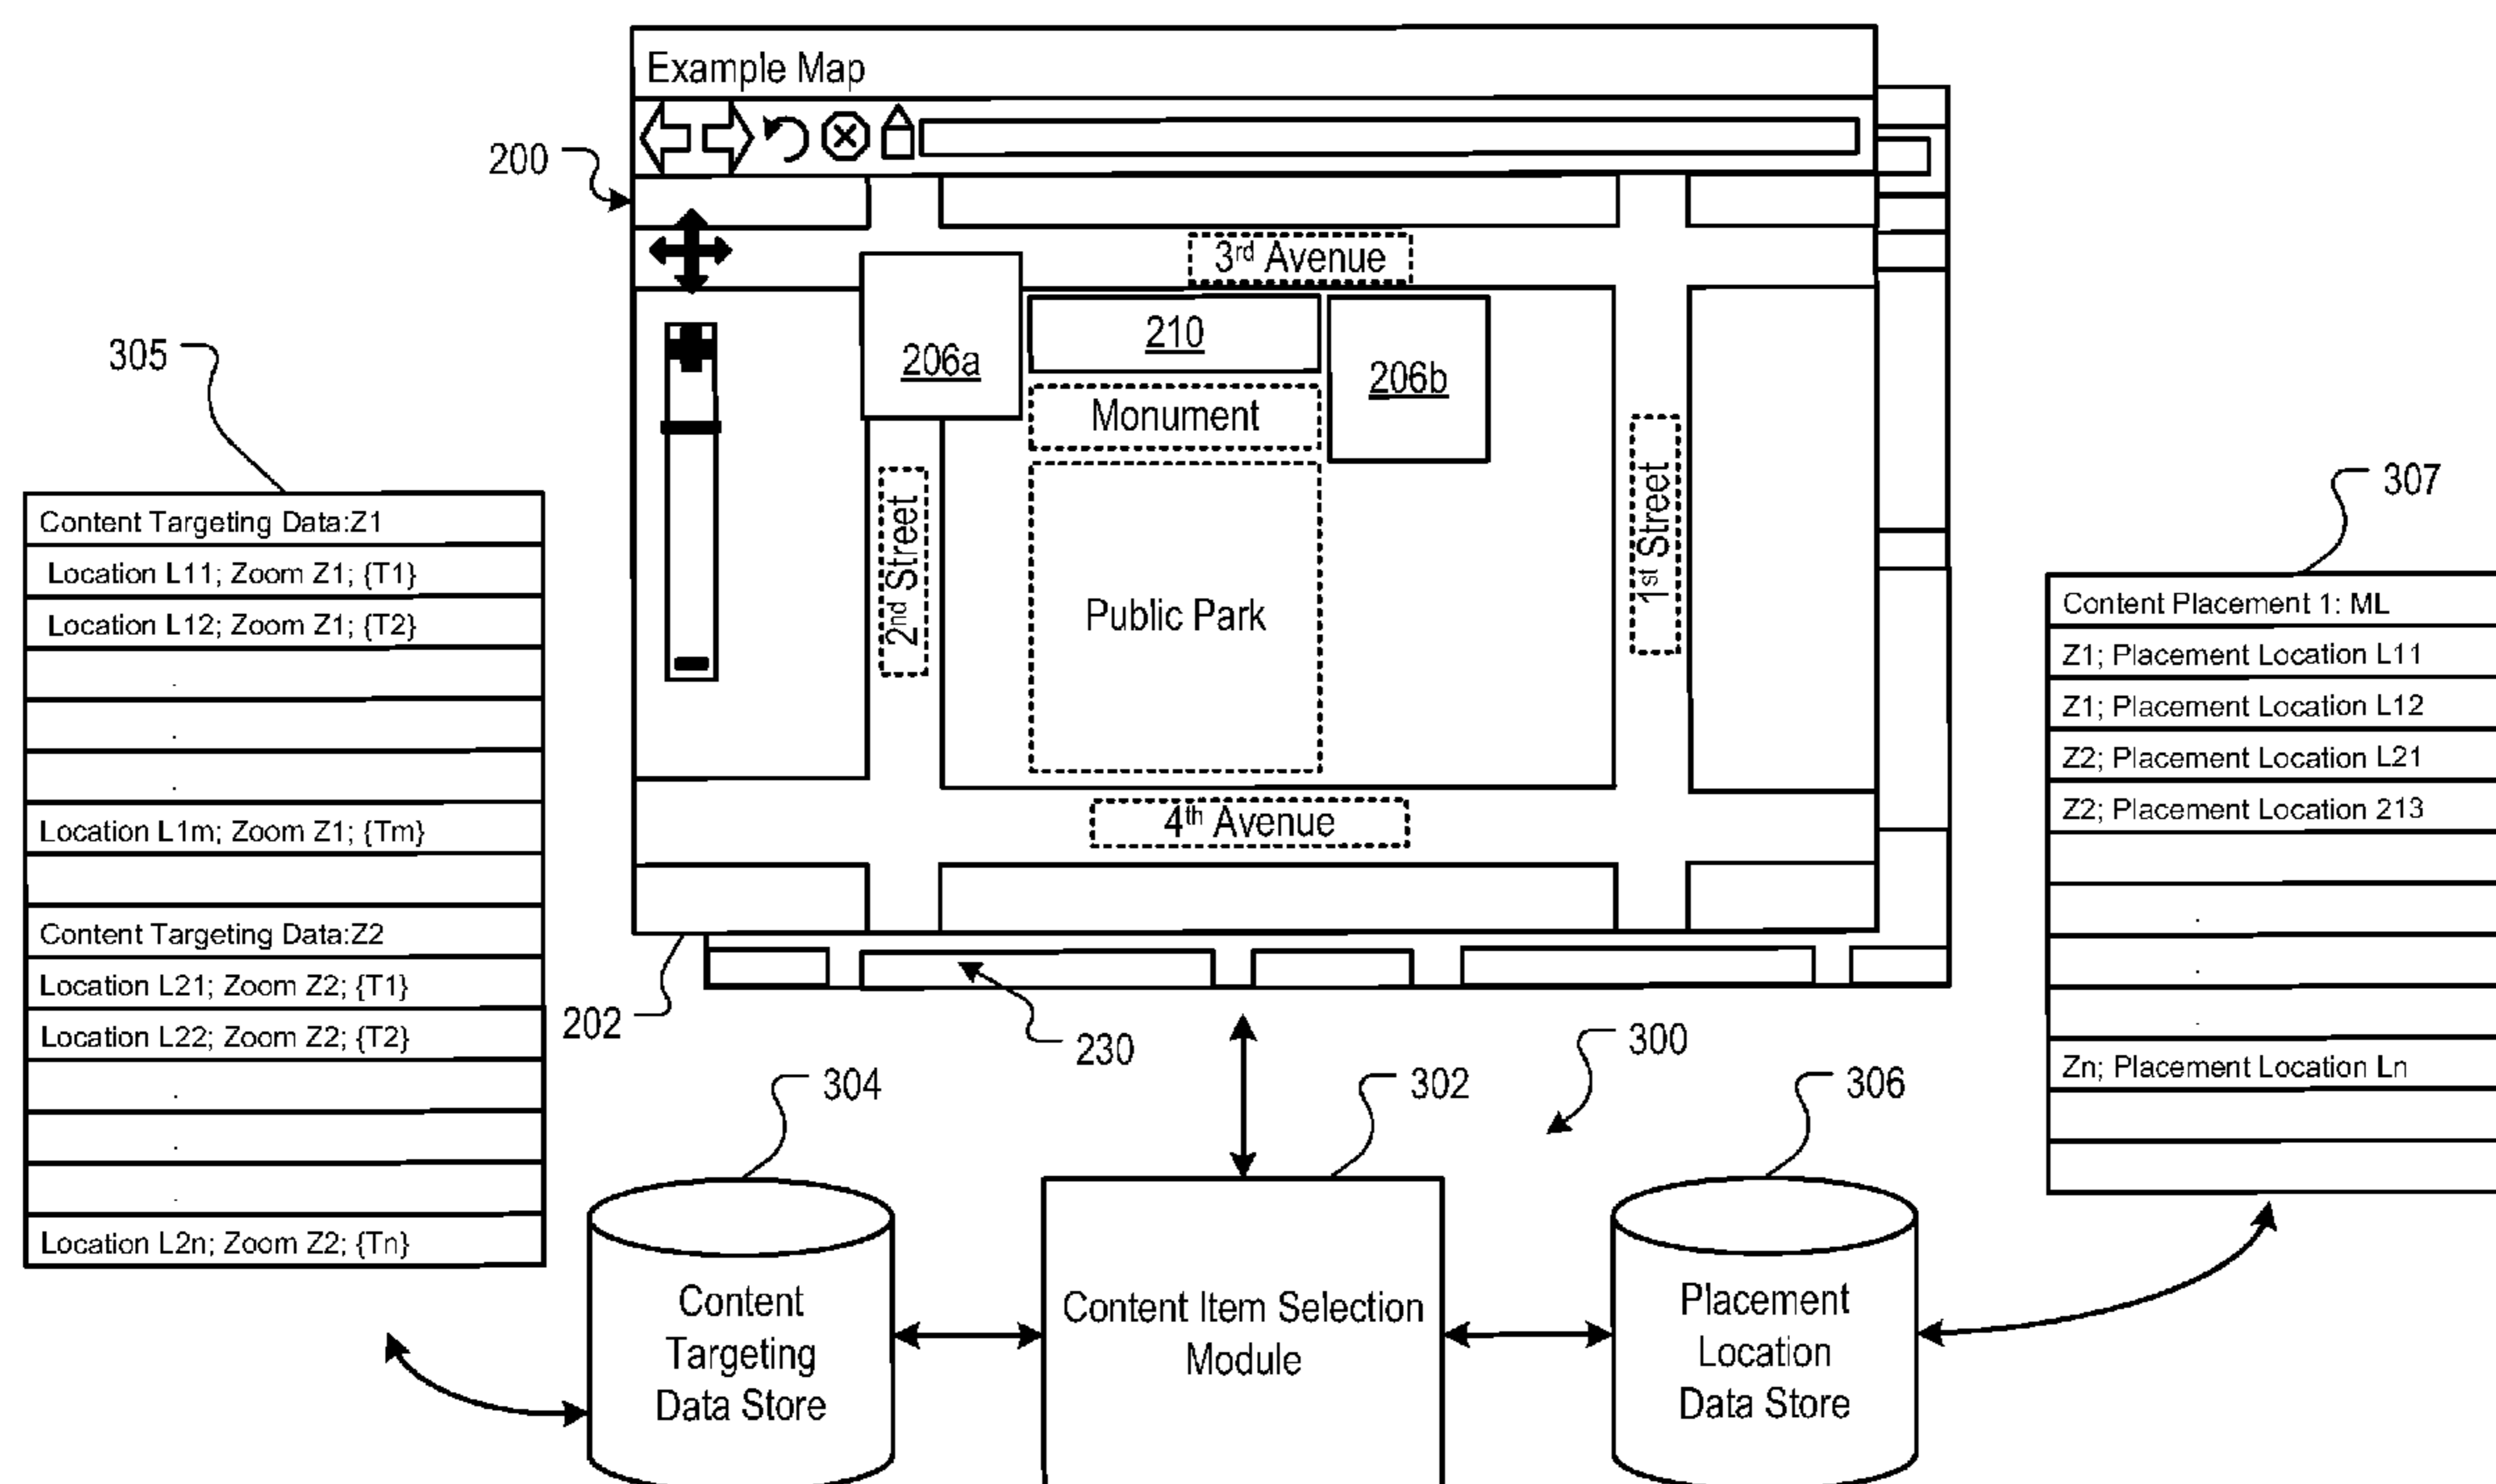 Example Map
200
3rd Avenue
206a
210
206b
Monument
2nd Street
1st Street
Public Park
4th Avenue
202
230
305
Content Targeting Data:Z1
Location L11; Zoom Z1; {T1}
Location L12; Zoom Z1; {T2}
.
.
.
Location L1m; Zoom Z1; {Tm}
Content Targeting Data:Z2
Location L21; Zoom Z2; {T1}
Location L22; Zoom Z2; {T2}
.
.
.
Location L2n; Zoom Z2; {Tn}
307
Content Placement 1: ML
Z1; Placement Location L11
Z1; Placement Location L12
Z2; Placement Location L21
Z2; Placement Location 213
.
.
.
Zn; Placement Location Ln
300
304
302
306
Content
Targeting
Data Store
Content Item Selection
Module
Placement
Location
Data Store